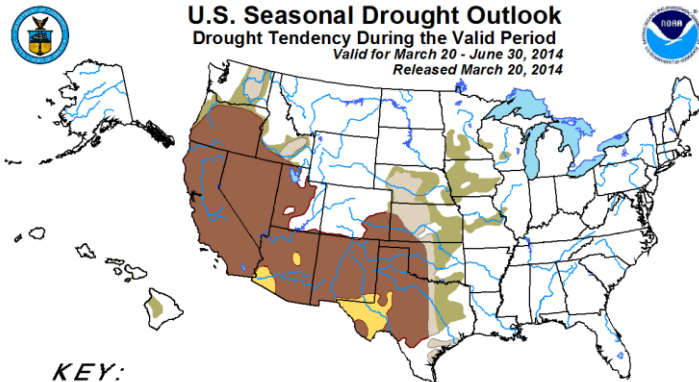 U.S. Seasonal Drought Outlook
Drought Tendency During the Valid Period
Valid for March 20 - June 30, 2014
Released March 20, 2014
NOAA
KEY: